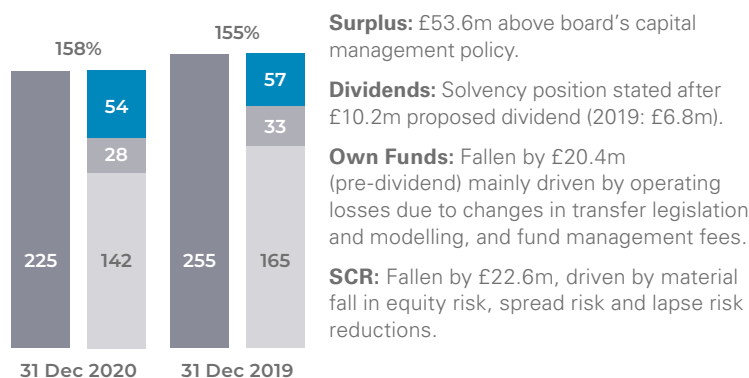 158%
155%
54
28
225
142
57
33
255
165
31 Dec 2020
31 Dec 2019
Surplus: £53.6m above board’s capital
management policy.
Dividends: Solvency position stated after
£10.2m proposed dividend (2019: £6.8m).
Own Funds: Fallen by £20.4m
(pre-dividend) mainly driven by operating
losses due to changes in transfer legislation
and modelling, and fund management fees.
SCR: Fallen by £22.6m, driven by material
fall in equity risk, spread risk and lapse risk
reductions.